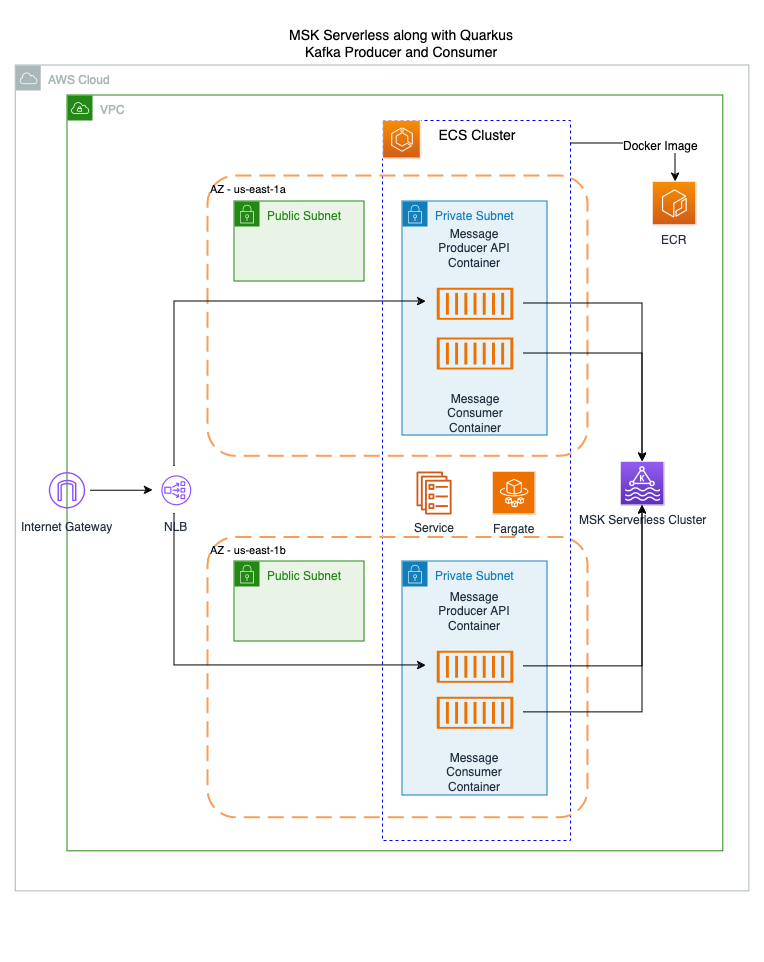 MSK Serverless along with Quarkus
Kafka Producer and Consumer
AWS Cloud
VPC
ECS Cluster
Docker Image
ECR
AZ - us-east-1a
Public Subnet
Private Subnet
Message
Producer API
Container
Message
Consumer
Container
Internet Gateway
NLB
Service
Fargate
K
MSK Serverless Cluster
AZ - us-east-1b
Public Subnet
Private Subnet
Message
Producer API
Container
Message
Consumer
Container